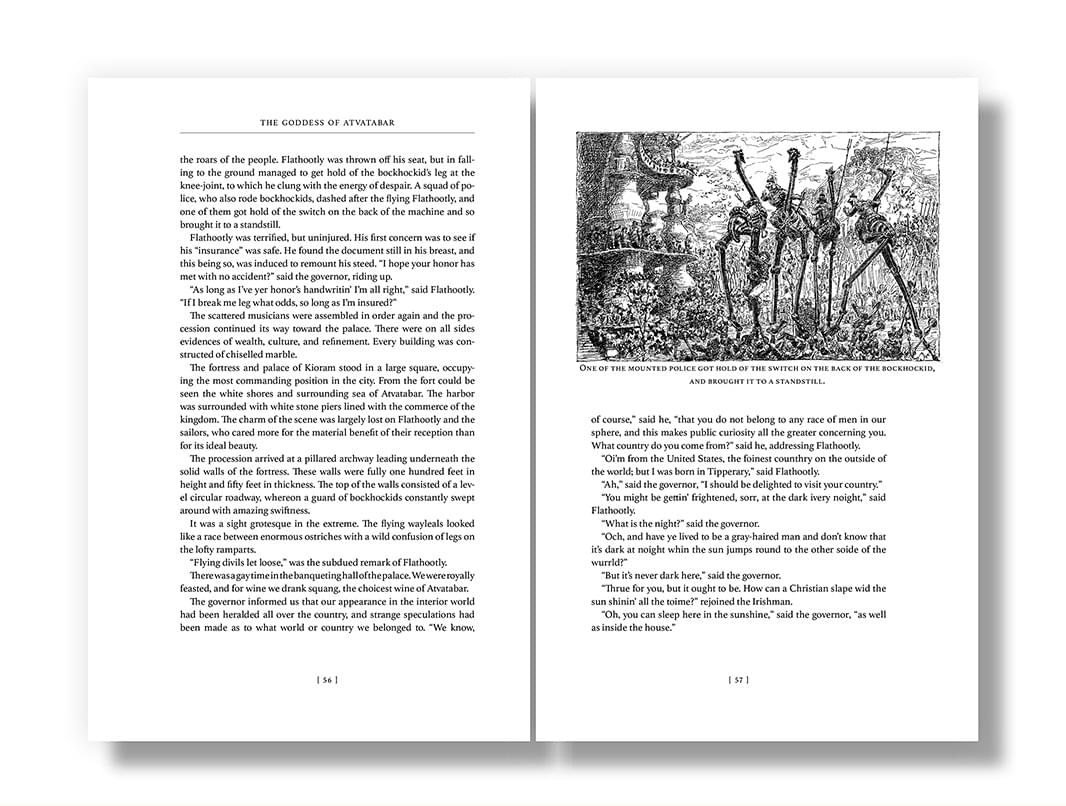 THE GODDESS OF ATVATABAR
the roars of the people. Flathootly was thrown off his seat, but in fall-
ing to the ground managed to get hold of the bockhockid’s leg at the
knee-joint, to which he clung with the energy of despair. A squad of po-
lice, who also rode bockhockids, dashed after the flying Flathootly, and
one of them got hold of the switch on the back of the machine and so
brought it to a standstill.
Flathootly was terrified, but uninjured. His first concern was to see if
his “insurance” was safe. He found the document still in his breast, and
this being so, was induced to remount his steed. “I hope your honor has
met with no accident?” said the governor, riding up.
“As long as I’ve yer honor’s handwritin’ I’m all right,” said Flathootly.
“If I break me leg what odds, so long as I’m insured?”
The scattered musicians were assembled in order again and the pro-
cession continued its way toward the palace. There were on all sides
evidences of wealth, culture, and refinement. Every building was con-
structed of chiselled marble.
The fortress and palace of Kioram stood in a large square, occupy-
ing the most commanding position in the city. From the fort could be
seen the white shores and surrounding sea of Atvatabar. The harbor
was surrounded with white stone piers lined with the commerce of the
kingdom. The charm of the scene was largely lost on Flathootly and the
sailors, who cared more for the material benefit of their reception than
for its ideal beauty.
The procession arrived at a pillared archway leading underneath the
solid walls of the fortress. These walls were fully one hundred feet in
height and fifty feet in thickness. The top of the walls consisted of a lev-
el circular roadway, whereon a guard of bockhockids constantly swept
around with amazing swiftness.
It was a sight grotesque in the extreme. The flying wayleals looked
like a race between enormous ostriches with a wild confusion of legs on
the lofty ramparts.
“Flying divils let loose,” was the subdued remark of Flathootly.
There was a gay time in the banqueting hall of the palace. We were royally
feasted, and for wine we drank squang, the choicest wine of Atvatabar.
The governor informed us that our appearance in the interior world
had been heralded all over the country, and strange speculations had
been made as to what world or country we belonged to. “We know,
[ 56 ]
ONE OF THE MOUNTED POLICE GOT HOLD OF THE SWITCH ON THE BACK OF THE BOCKHOCKID,
AND BROUGHT IT TO A STANDSTILL.
of course,” said he, “that you do not belong to any race of men in our
sphere, and this makes public curiosity all the greater concerning you.
What country do you come from?” said he, addressing Flathootly.
“Oi’m from the United States, the foinest counthry on the outside of
the world; but I was born in Tipperary,” said Flathootly.
“Ah,” said the governor, “I should be delighted to visit your country.”
“You might be gettin’ frightened, sorr, at the dark ivery noight,” said
Flathootly.
“What is the night?” said the governor.
“Och, and have ye lived to be a gray-haired man and don’t know that
it’s dark at noight whin the sun jumps round to the other soide of the
wurrld?”
“But it’s never dark here,” said the governor.
“Thrue for you, but it ought to be. How can a Christian slape wid the
sun shinin’ all the toime?” rejoined the Irishman.
“Oh, you can sleep here in the sunshine,” said the governor, “as well
as inside the house.”
[ 57 ]